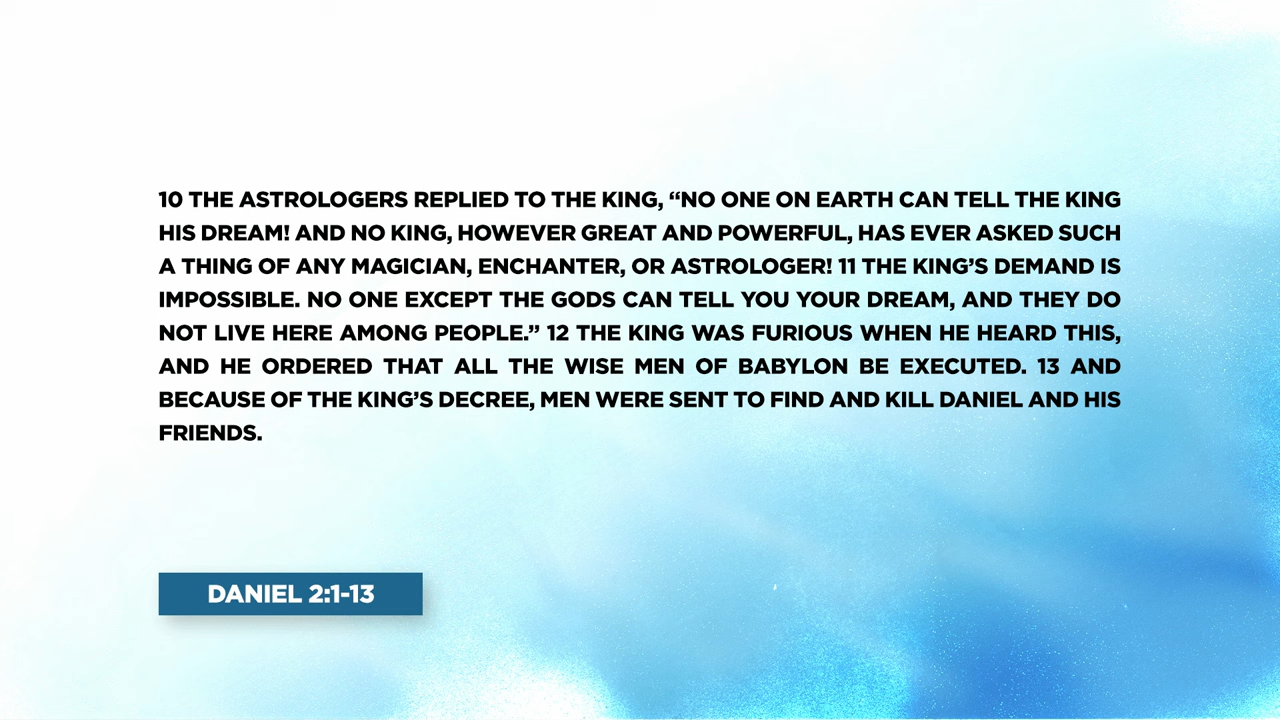 10 THE ASTROLOGERS REPLIED TO THE KING, “NO ONE ON EARTH CAN TELL THE KING
HIS DREAM! AND NO KING, HOWEVER GREAT AND POWERFUL, HAS EVER ASKED SUCH
A THING OF ANY MAGICIAN, ENCHANTER, OR ASTROLOGER! 11 THE KING’S DEMAND IS
IMPOSSIBLE. NO ONE EXCEPT THE GODS CAN TELL YOU YOUR DREAM, AND THEY DO
NOT LIVE HERE AMONG PEOPLE.” 12 THE KING WAS FURIOUS WHEN HE HEARD THIS,
AND HE ORDERED THAT ALL THE WISE MEN OF BABYLON BE EXECUTED. 13 AND
BECAUSE OF THE KING’S DECREE, MEN WERE SENT TO FIND AND KILL DANIEL AND HIS
FRIENDS.
DANIEL 2:1-13